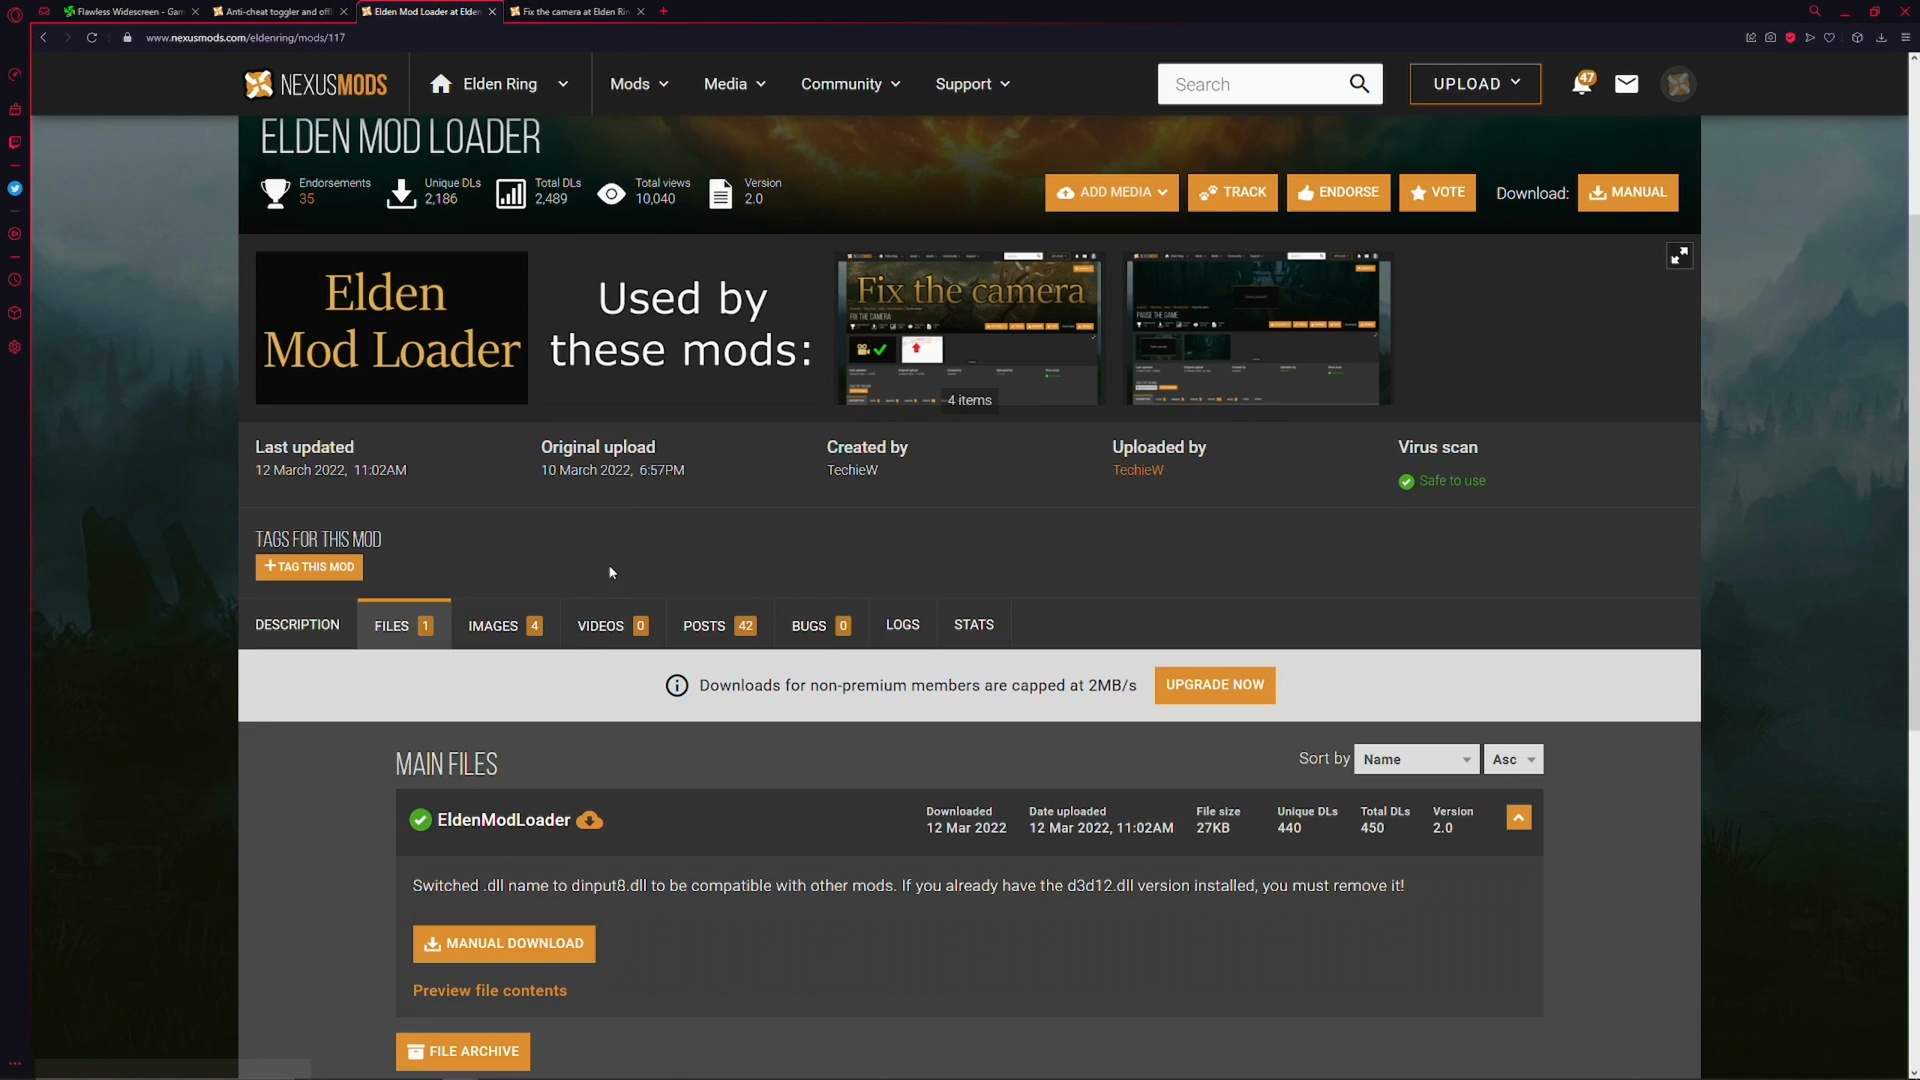 Flawless Widescreen - Gam
Anti-cheat toggler and offli
Elden Mod Loader at Elden
Fix the camera at Elden Rin
www.nexusmods.com/eldenring/mods/117
NEXUSMODS
Elden Ring
Mods
Media
Community
Support
Search
UPLOAD
47
ELDEN MOD LOADER
Endorsements
35
Unique DLs
2,186
Total DLs
2,489
Total views
10,040
Version
2.0
ADD MEDIA
TRACK
ENDORSE
VOTE
Download:
MANUAL
Elden
Mod Loader
Used by
these mods:
Fix the camera
FIX THE CAMERA
PAUSE THE GAME
4 items
Last updated
12 March 2022, 11:02AM
Original upload
10 March 2022, 6:57PM
Created by
TechieW
Uploaded by
TechieW
Virus scan
Safe to use
TAGS FOR THIS MOD
+TAG THIS MOD
DESCRIPTION
FILES 1
IMAGES 4
VIDEOS 0
POSTS 42
BUGS 0
LOGS
STATS
Downloads for non-premium members are capped at 2MB/s
UPGRADE NOW
MAIN FILES
Sort by
Name
Asc
EldenModLoader
Downloaded
12 Mar 2022
Date uploaded
12 Mar 2022, 11:02AM
File size
27KB
Unique DLs
440
Total DLs
450
Version
2.0
Switched .dll name to dinput8.dll to be compatible with other mods. If you already have the d3d12.dll version installed, you must remove it!
MANUAL DOWNLOAD
Preview file contents
FILE ARCHIVE